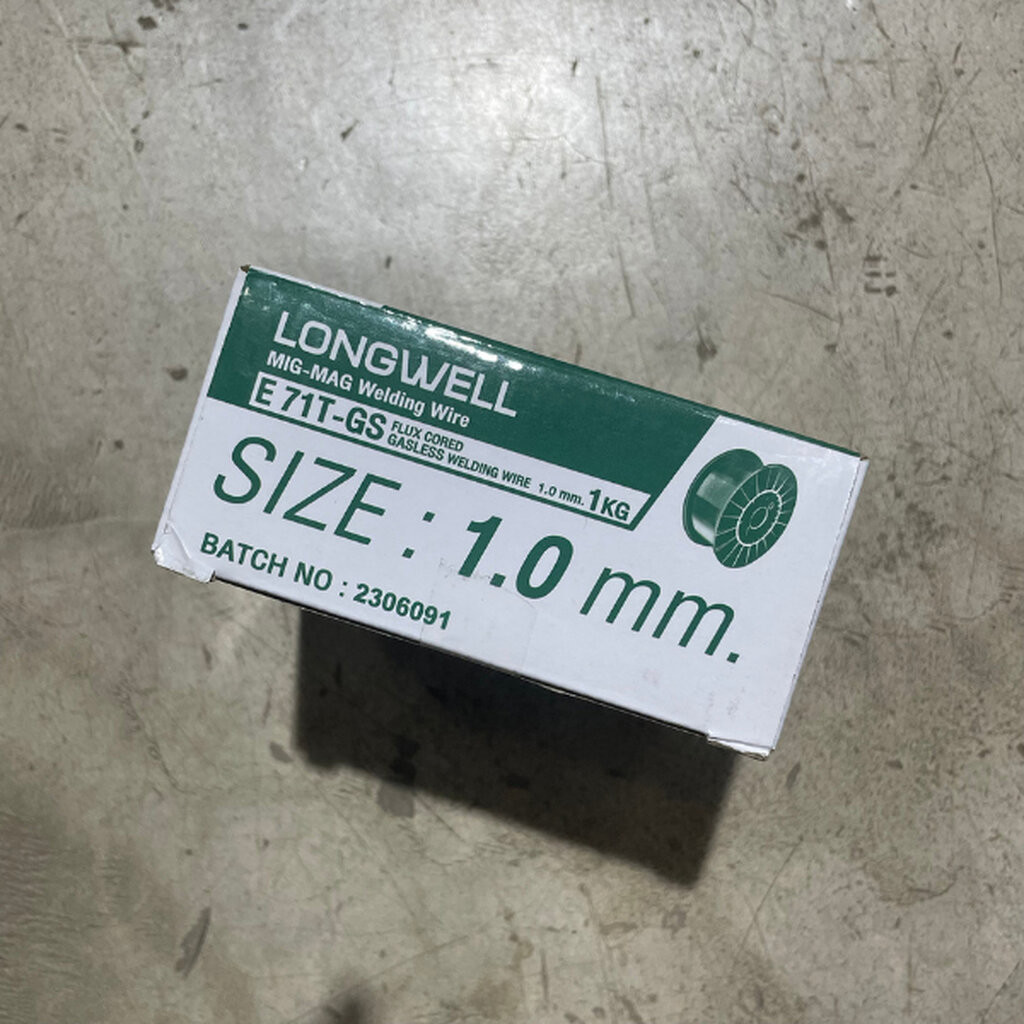 LONGWELL
MIG-MAG Welding Wire
E 71T-GS FLUX CORED
GASLESS WELDING WIRE 1.0 mm. 1KG
SIZE : 1.0 mm.
BATCH NO : 2306091